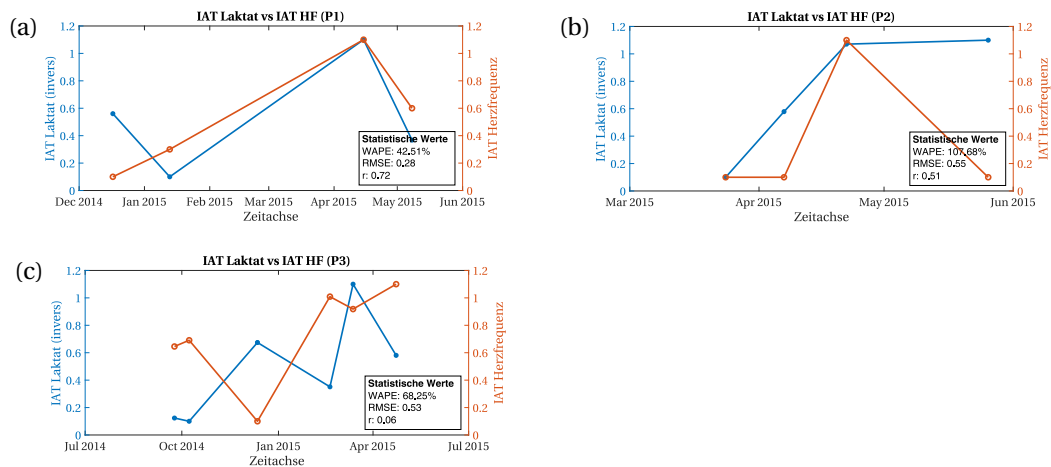 (a)
IAT Laktat vs IAT HF (P1)
IAT Laktat (invers)
1.2
1
0.8
0.6
0.4
0.2
0
1.2
1
0.8
0.6
0.4
0.2
0
IAT Herzfrequenz
Statistische Werte
WAPE: 42.51%
RMSE: 0.28
r: 0.72
Dec 2014 Jan 2015 Feb 2015 Mar 2015 Apr 2015 May 2015 Jun 2015
Zeitachse
(b)
IAT Laktat vs IAT HF (P2)
IAT Laktat (invers)
1.2
1
0.8
0.6
0.4
0.2
0
1.2
1
0.8
0.6
0.4
0.2
0
IAT Herzfrequenz
Statistische Werte
WAPE: 107.68%
RMSE: 0.55
r: 0.51
Mar 2015 Apr 2015 May 2015 Jun 2015
Zeitachse
(c)
IAT Laktat vs IAT HF (P3)
IAT Laktat (invers)
1.2
1
0.8
0.6
0.4
0.2
0
1.2
1
0.8
0.6
0.4
0.2
0
IAT Herzfrequenz
Statistische Werte
WAPE: 68.25%
RMSE: 0.53
r: 0.06
Jul 2014 Oct 2014 Jan 2015 Apr 2015 Jul 2015
Zeitachse